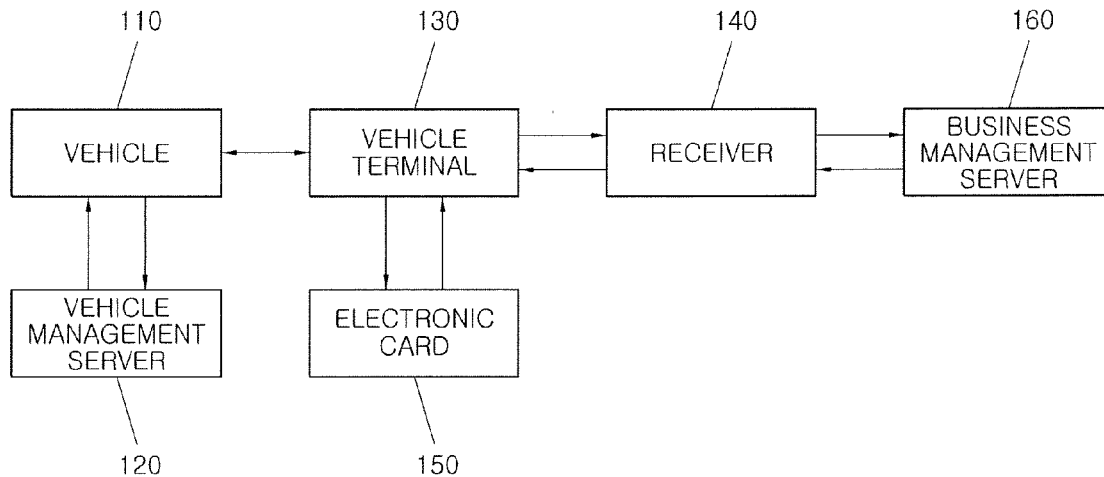 110
130
140
160
VEHICLE
VEHICLE
TERMINAL
RECEIVER
BUSINESS
MANAGEMENT
SERVER
VEHICLE
MANAGEMENT
SERVER
ELECTRONIC
CARD
120
150